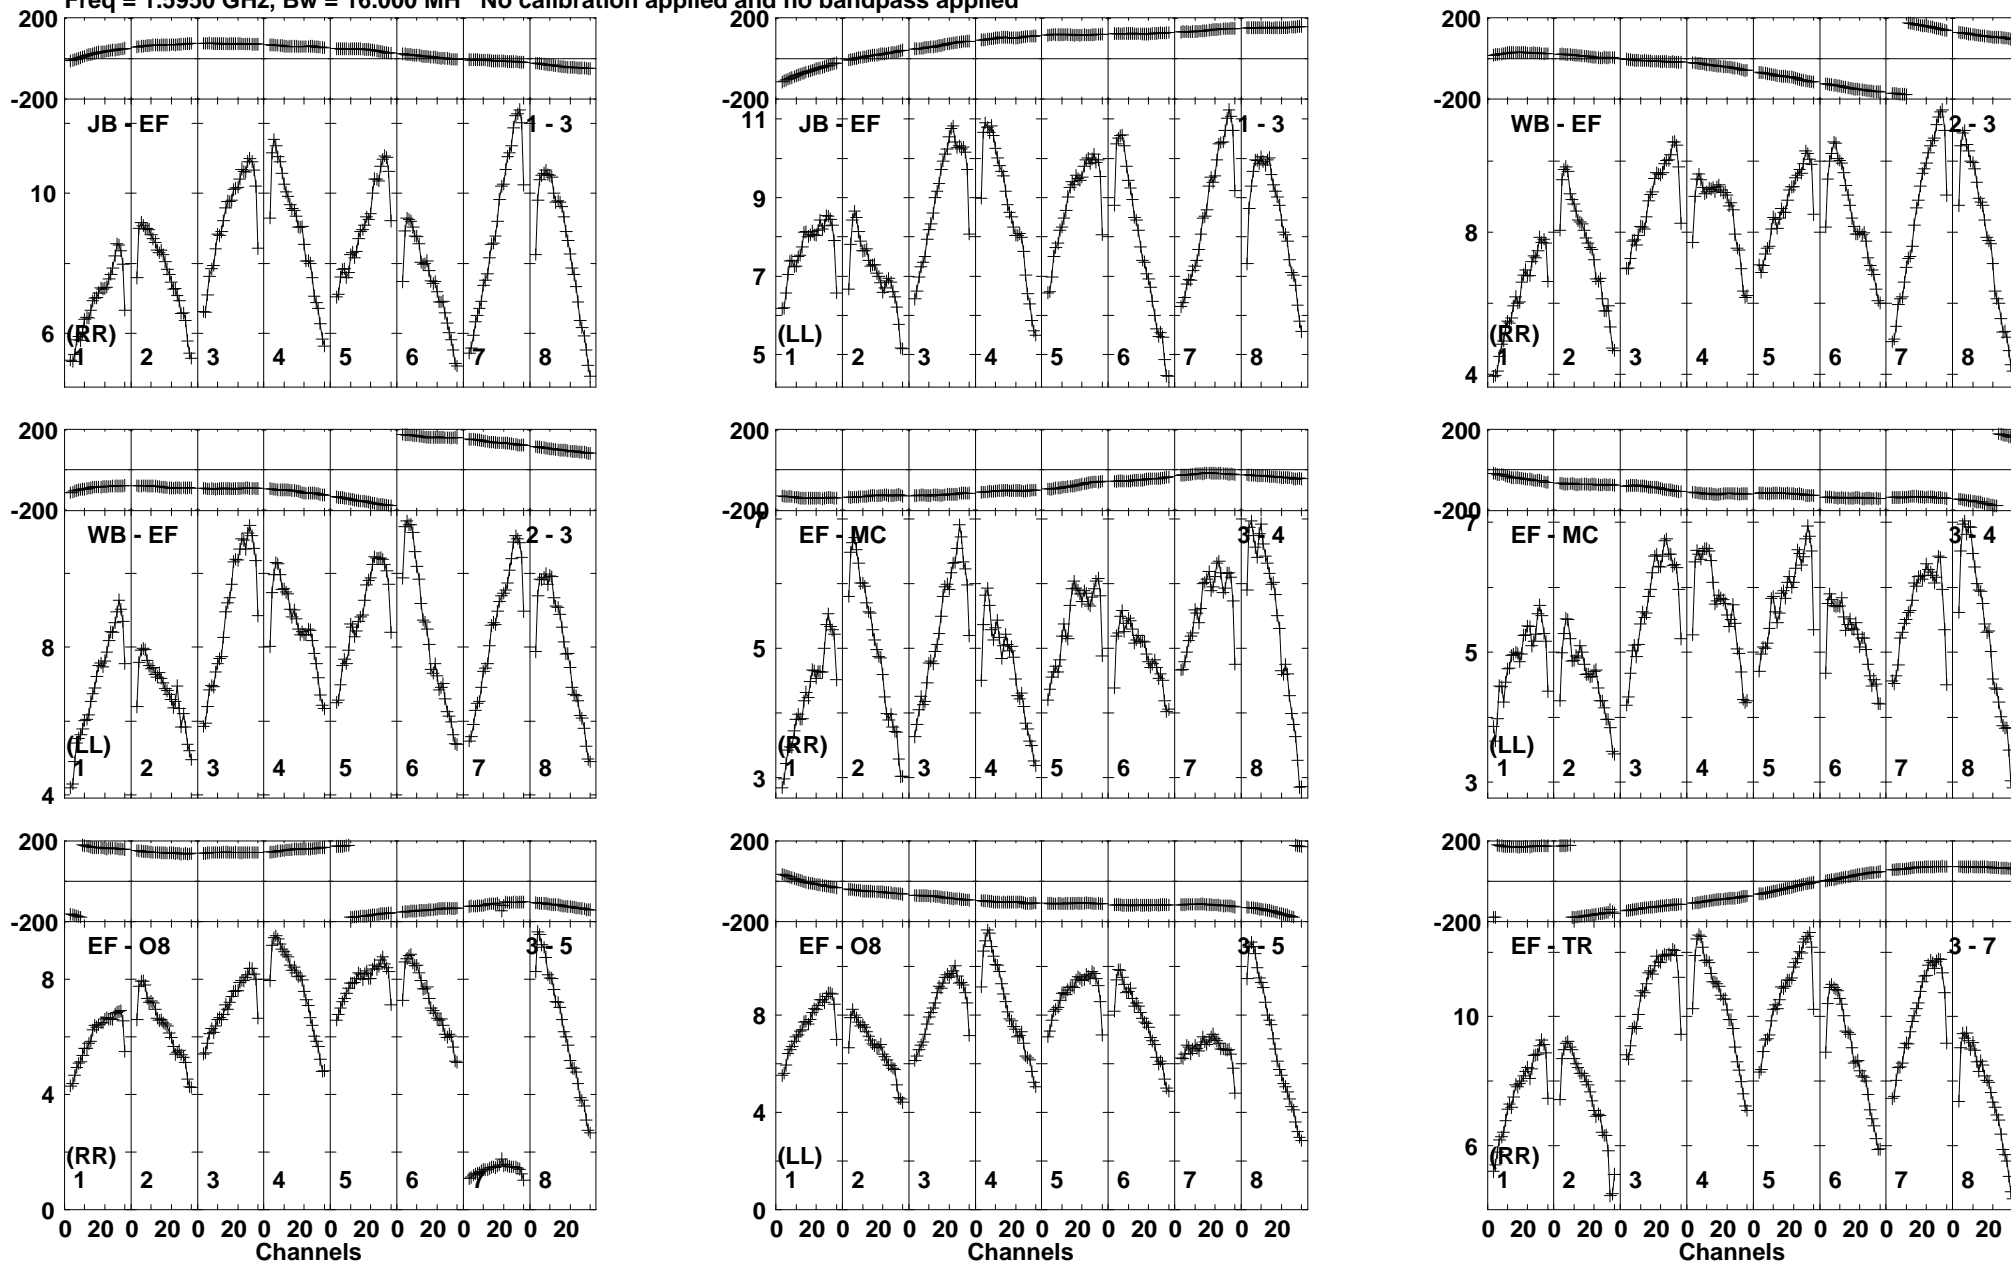 Freq = 1.5950 GHz, Bw = 16.000 MH No calibration applied and no bandpass applied
200
-200
JB - EF
1 - 3
10
6
(RR)
1 2 3 4 5 6 7 8
200
-200
JB - EF
1 - 3
11
9
7
5
(LL)
1 2 3 4 5 6 7 8
200
-200
WB - EF
2 - 3
8
4
(RR)
1 2 3 4 5 6 7 8
200
-200
WB - EF
2 - 3
8
4
(LL)
1 2 3 4 5 6 7 8
200
-200
7
EF - MC
3 - 4
5
3
(RR)
1 2 3 4 5 6 7 8
200
-200
7
EF - MC
3 - 4
5
3
(LL)
1 2 3 4 5 6 7 8
200
-200
EF - O8
3 - 5
8
4
0
(RR)
1 2 3 4 5 6 7 8
0 20 0 20 0 20 0 20 0 20 0 20 0 20 0 20
Channels
200
-200
EF - O8
3 - 5
8
4
0
(LL)
1 2 3 4 5 6 7 8
0 20 0 20 0 20 0 20 0 20 0 20 0 20 0 20
Channels
200
-200
EF - TR
3 - 7
10
6
(RR)
1 2 3 4 5 6 7 8
0 20 0 20 0 20 0 20 0 20 0 20 0 20 0 20
Channels